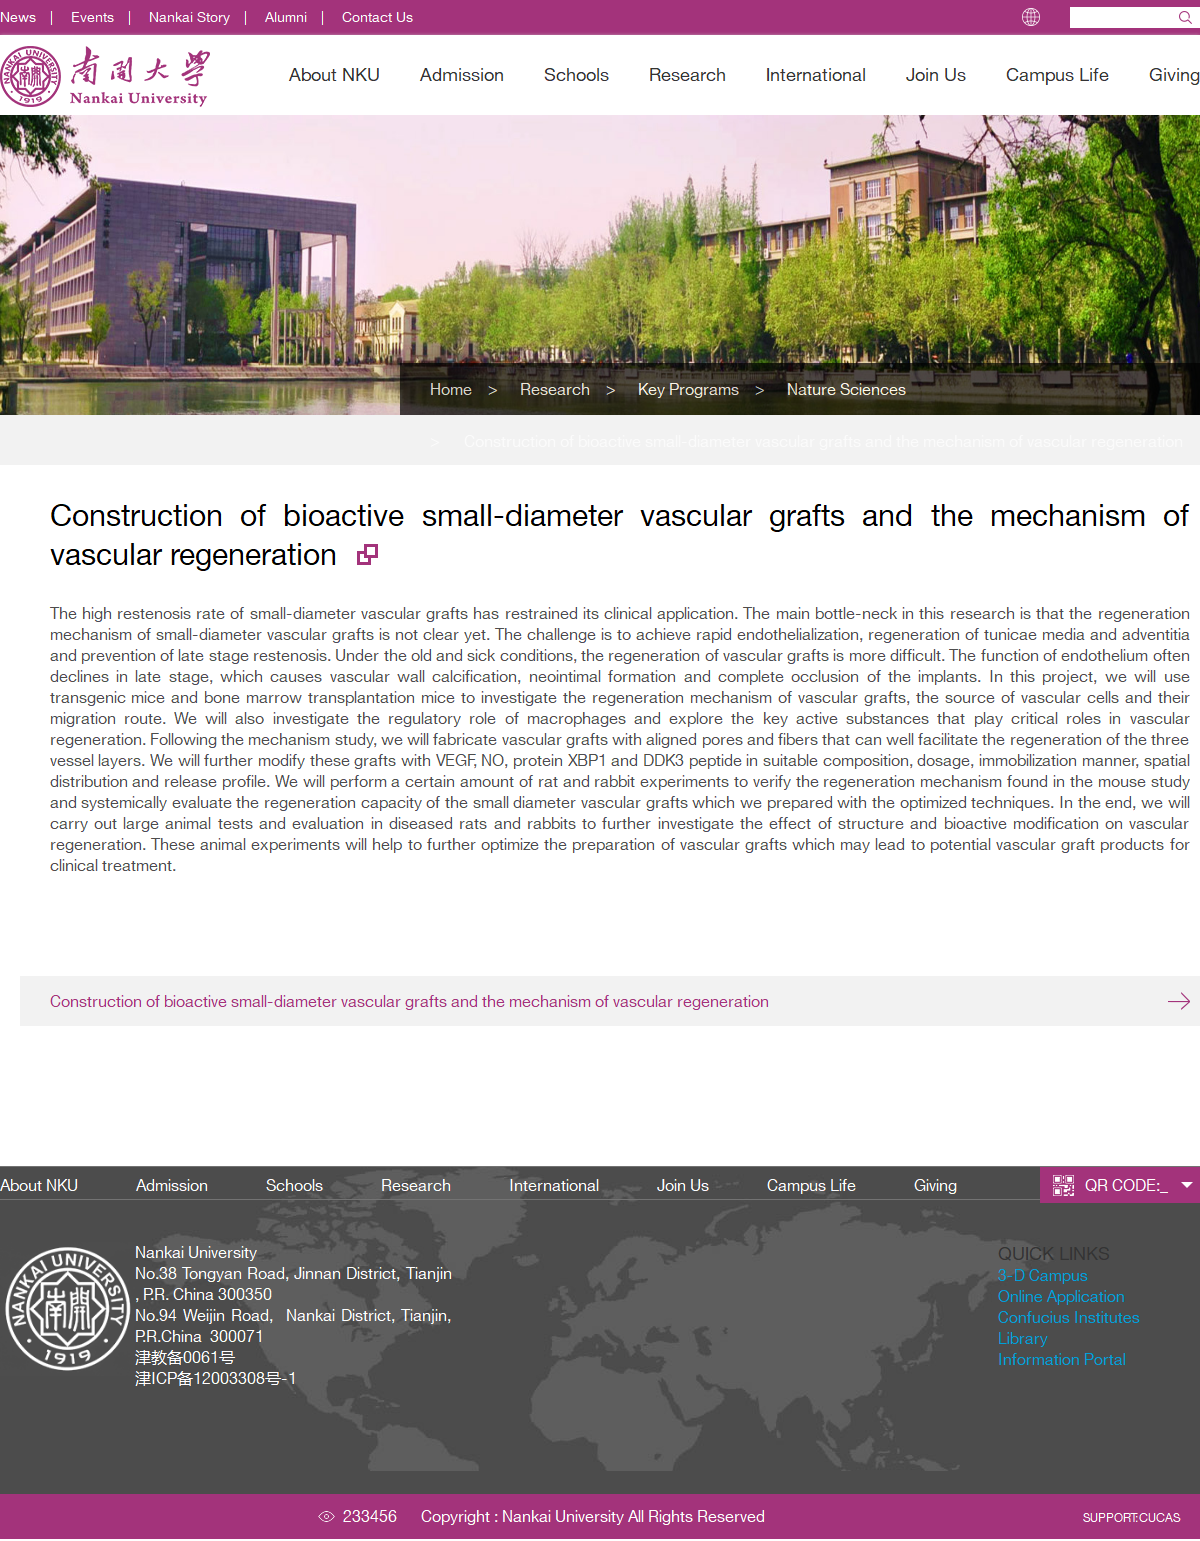 News | Events | Nankai Story | Alumni | Contact Us
南开大学
Nankai University
NANKAI UNIVERSITY
1919
About NKU Admission Schools Research International Join Us Campus Life Giving
Home > Research > Key Programs > Nature Sciences
> Construction of bioactive small-diameter vascular grafts and the mechanism of vascular regeneration
Construction of bioactive small-diameter vascular grafts and the mechanism of
vascular regeneration
The high restenosis rate of small-diameter vascular grafts has restrained its clinical application. The main bottle-neck in this research is that the regeneration
mechanism of small-diameter vascular grafts is not clear yet. The challenge is to achieve rapid endothelialization, regeneration of tunicae media and adventitia
and prevention of late stage restenosis. Under the old and sick conditions, the regeneration of vascular grafts is more difficult. The function of endothelium often
declines in late stage, which causes vascular wall calcification, neointimal formation and complete occlusion of the implants. In this project, we will use
transgenic mice and bone marrow transplantation mice to investigate the regeneration mechanism of vascular grafts, the source of vascular cells and their
migration route. We will also investigate the regulatory role of macrophages and explore the key active substances that play critical roles in vascular
regeneration. Following the mechanism study, we will fabricate vascular grafts with aligned pores and fibers that can well facilitate the regeneration of the three
vessel layers. We will further modify these grafts with VEGF, NO, protein XBP1 and DDK3 peptide in suitable composition, dosage, immobilization manner, spatial
distribution and release profile. We will perform a certain amount of rat and rabbit experiments to verify the regeneration mechanism found in the mouse study
and systemically evaluate the regeneration capacity of the small diameter vascular grafts which we prepared with the optimized techniques. In the end, we will
carry out large animal tests and evaluation in diseased rats and rabbits to further investigate the effect of structure and bioactive modification on vascular
regeneration. These animal experiments will help to further optimize the preparation of vascular grafts which may lead to potential vascular graft products for
clinical treatment.
Construction of bioactive small-diameter vascular grafts and the mechanism of vascular regeneration
About NKU Admission Schools Research International Join Us Campus Life Giving QR CODE:_
NANKAI UNIVERSITY
1919
Nankai University
No.38 Tongyan Road, Jinnan District, Tianjin
, P.R. China 300350
No.94 Weijin Road, Nankai District, Tianjin,
P.R.China 300071
津教备0061号
津ICP备12003308号-1
QUICK LINKS
3-D Campus
Online Application
Confucius Institutes
Library
Information Portal
233456 Copyright : Nankai University All Rights Reserved
SUPPORT:CUCAS